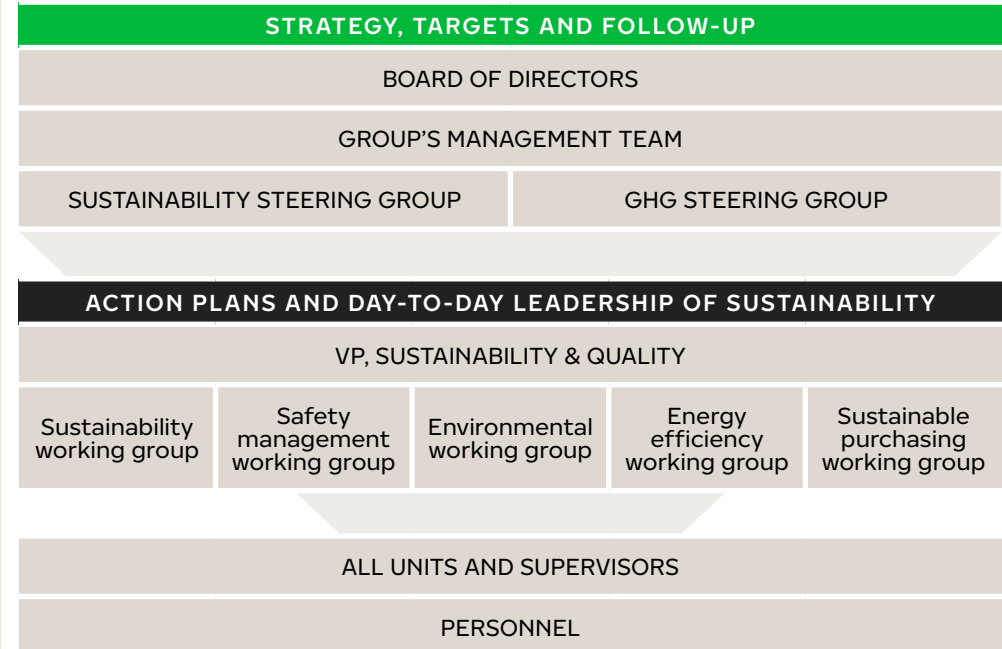 STRATEGY, TARGETS AND FOLLOW-UP
BOARD OF DIRECTORS
GROUP'S MANAGEMENT TEAM
SUSTAINABILITY STEERING GROUP
GHG STEERING GROUP
ACTION PLANS AND DAY-TO-DAY LEADERSHIP OF SUSTAINABILITY
VP, SUSTAINABILITY & QUALITY
Sustainability
working group
Safety
management
working group
Environmental
working group
Energy
efficiency
working group
Sustainable
purchasing
working group
ALL UNITS AND SUPERVISORS
PERSONNEL